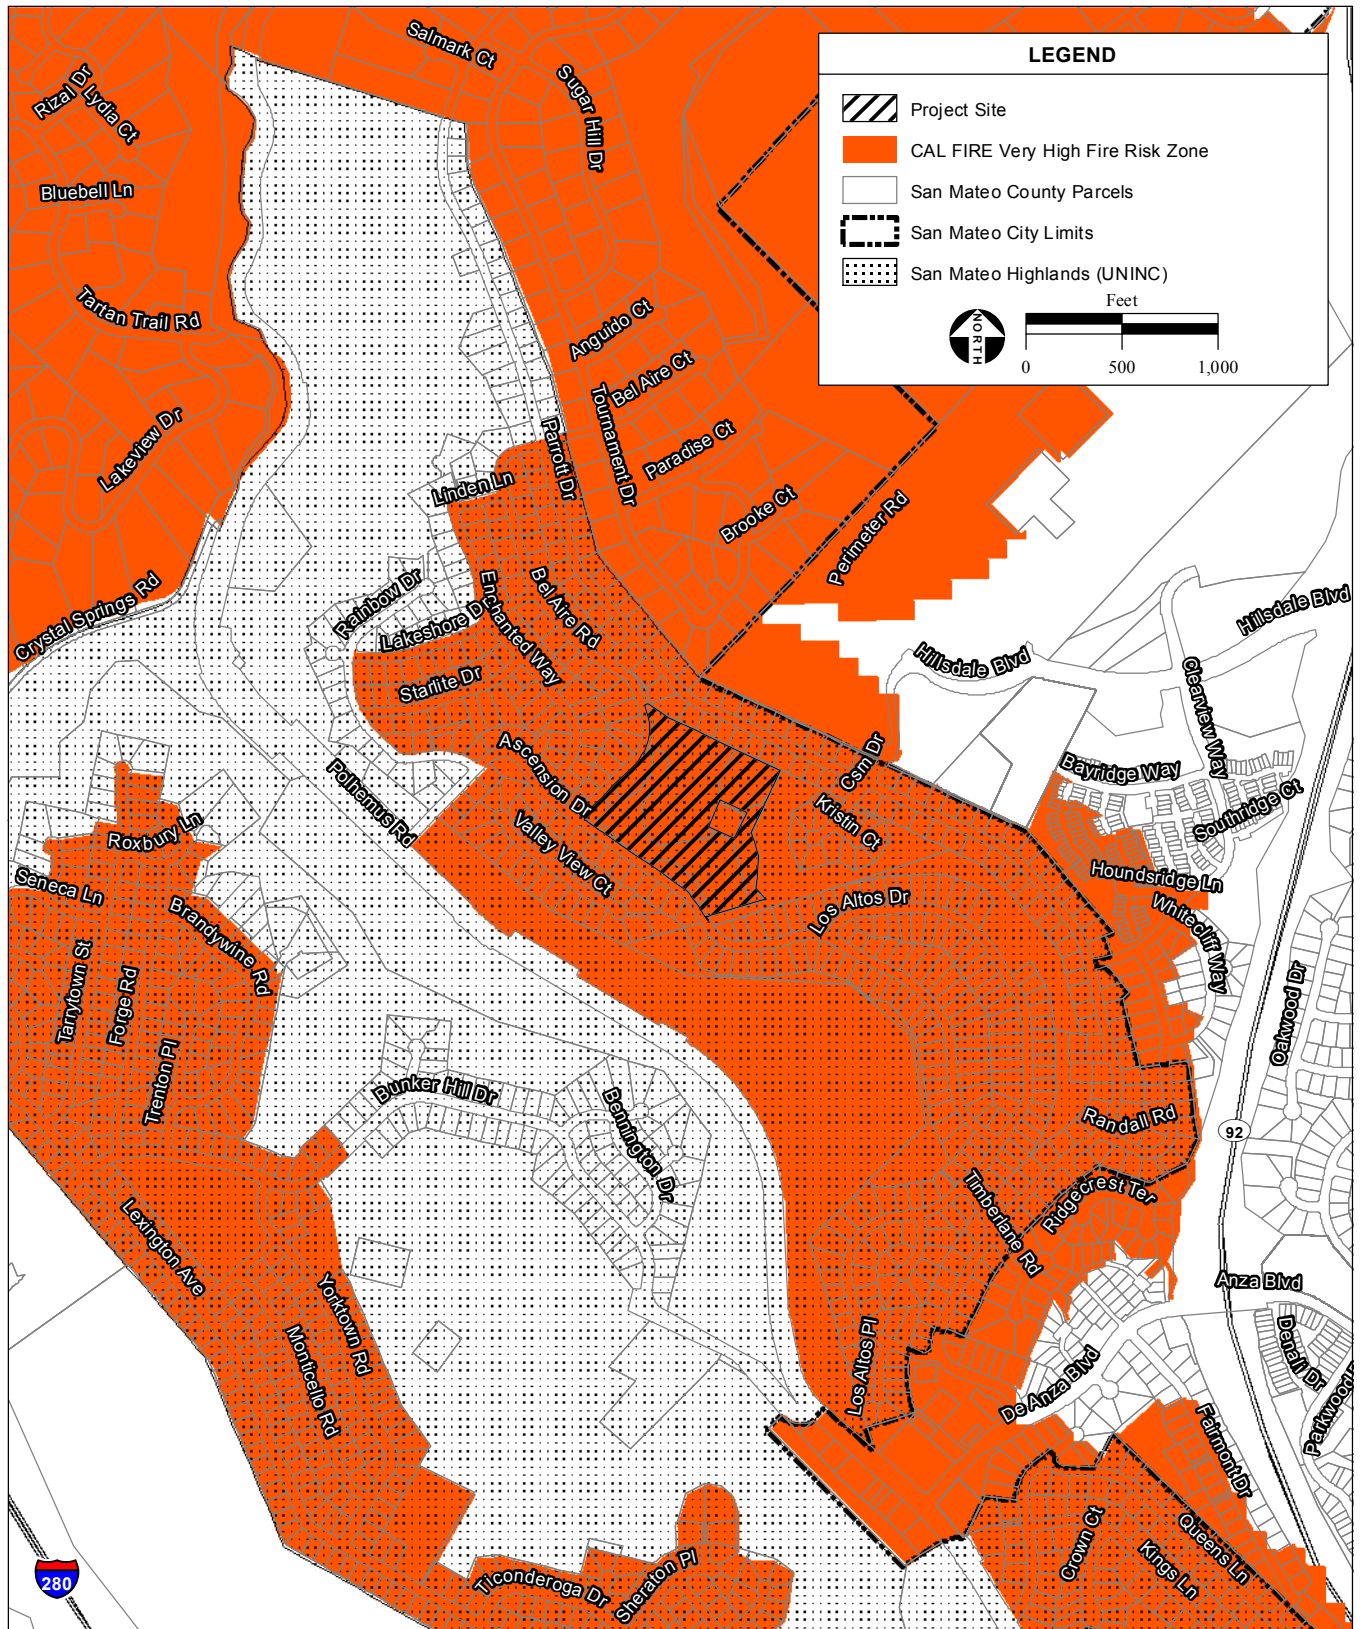 LEGEND
Project Site
CAL FIRE Very High Fire Risk Zone
San Mateo County Parcels
San Mateo City Limits
San Mateo Highlands (UNINC)
Feet
NORTH
0 500 1,000
Salmark Ct
Sugar Hill Dr
Rizal Dr
Lydia Ct
Bluebell Ln
Tartan Trail Rd
Lakeview Dr
Crystal Springs Rd
Anguido Ct
Bel Aire Ct
Tournament Dr
Paradise Ct
Parrott Dr
Brooke Ct
Linden Ln
Perimeter Rd
Rainbow Dr
Lakeshore Dr
Enchanted Way
Bel Aire Rd
Starlite Dr
Hillsdale Blvd
Hillsdale Blvd
Clearview Way
Bayridge Way
Southridge Ct
Csm Dr
Kristin Ct
Ascension Dr
Valley View Ct
Polhemus Rd
Roxbury Ln
Seneca Ln
Brandywine Rd
Los Altos Dr
Houndsridge Ln
Whitecliff Way
Tarrytown St
Forge Rd
Trenton Pl
Oakwood Dr
Bunker Hill Dr
Bennington Dr
Randall Rd
92
Timberlane Rd
Ridgecrest Ter
Lexington Ave
Yorktown Rd
Monticello Rd
Anza Blvd
Denali Dr
Los Altos Pl
De Anza Blvd
Fairmont Dr
Crown Ct
Queens Ln
Kings Ln
Ticonderoga Dr
Sheraton Pl
280